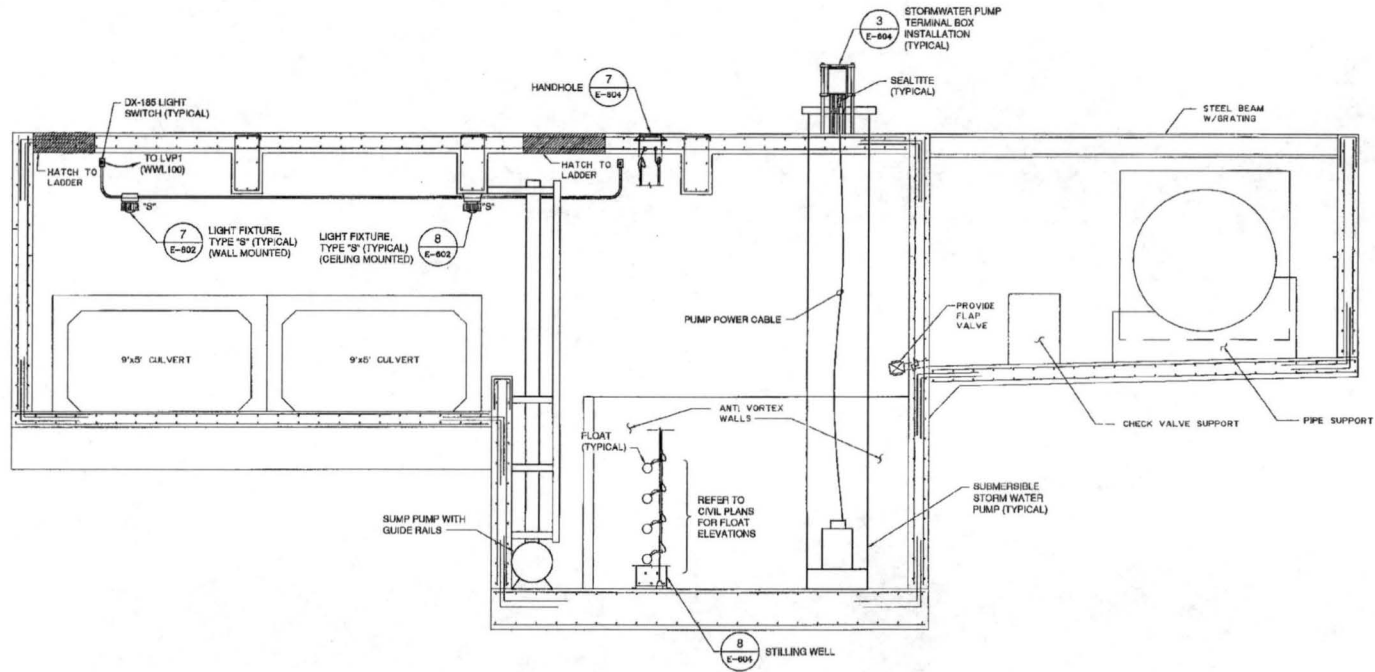 3
E-604
STORMWATER PUMP
TERMINAL BOX
INSTALLATION
(TYPICAL)
HANDHOLE
7
E-604
SEALTITE
(TYPICAL)
DX-185 LIGHT
SWITCH (TYPICAL)
STEEL BEAM
W/GRATING
TO LVP1
(WWL100)
HATCH TO
LADDER
HATCH TO
LADDER
"S"
"S"
7
E-602
LIGHT FIXTURE,
TYPE "S" (TYPICAL)
(WALL MOUNTED)
LIGHT FIXTURE,
TYPE "S" (TYPICAL)
(CEILING MOUNTED)
8
E-602
PUMP POWER CABLE
PROVIDE
FLAP
VALVE
9'x5' CULVERT
9'x5' CULVERT
ANTI VORTEX
WALLS
CHECK VALVE SUPPORT
PIPE SUPPORT
FLOAT
(TYPICAL)
REFER TO
CIVIL PLANS
FOR FLOAT
ELEVATIONS
SUBMERSIBLE
STORM WATER
PUMP (TYPICAL)
SUMP PUMP WITH
GUIDE RAILS
8
E-604
STILLING WELL